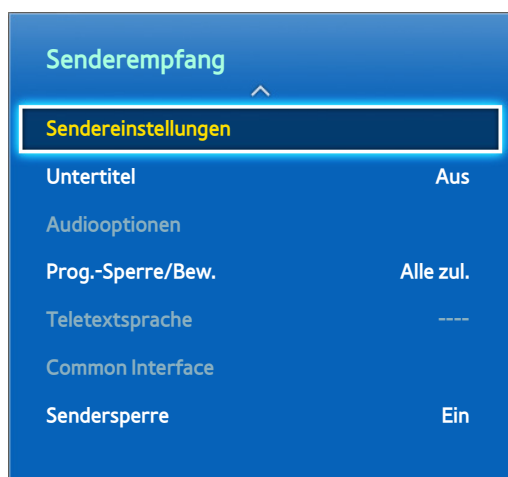 Senderempfang
Sendereinstellungen
Untertitel Aus
Audiooptionen
Prog.-Sperre/Bew. Alle zul.
Teletextsprache ----
Common Interface
Sendersperre Ein